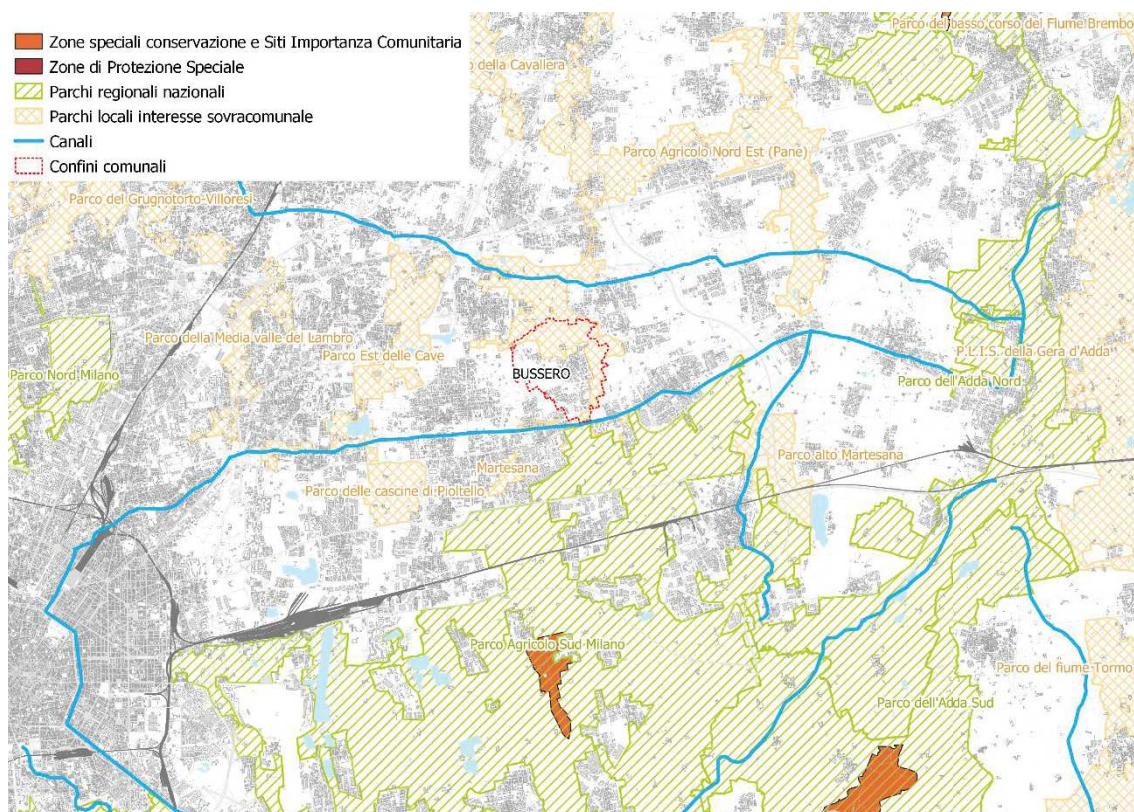 Zone speciali conservazione e Siti Importanza Comunitaria
Zone di Protezione Speciale
Parchi regionali nazionali
Parchi locali interesse sovracomunale
Canali
Confini comunali
Parco del basso corso del Fiume Brembo
o della Cavallera
Parco Agricolo Nord Est (Pane)
Parco del Grugnotorto-Villoresi
Parco della Media valle del Lambro
Parco Est delle Cave
P.L.I.S. della Gera d'Adda
Parco Nord Milano
BUSSERO
Parco dell'Adda Nord
Martesana
Parco alto Martesana
Parco delle cascine di Pioltello
Parco Agricolo Sud Milano
Parco del fiume Tormo
Parco dell'Adda Sud